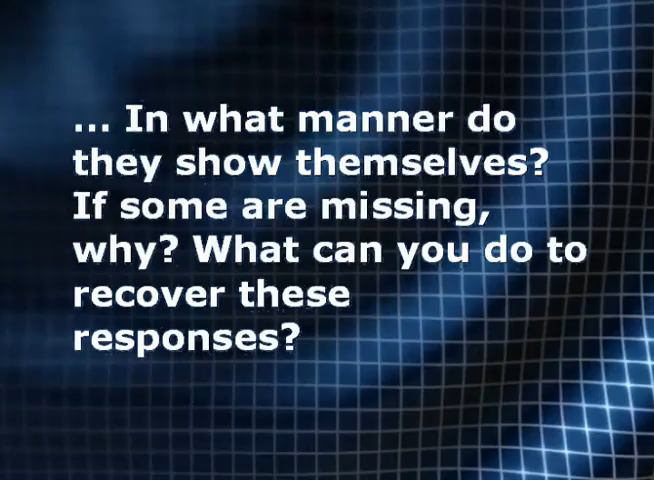 ... In what manner do
they show themselves?
If some are missing,
why? What can you do to
recover these
responses?